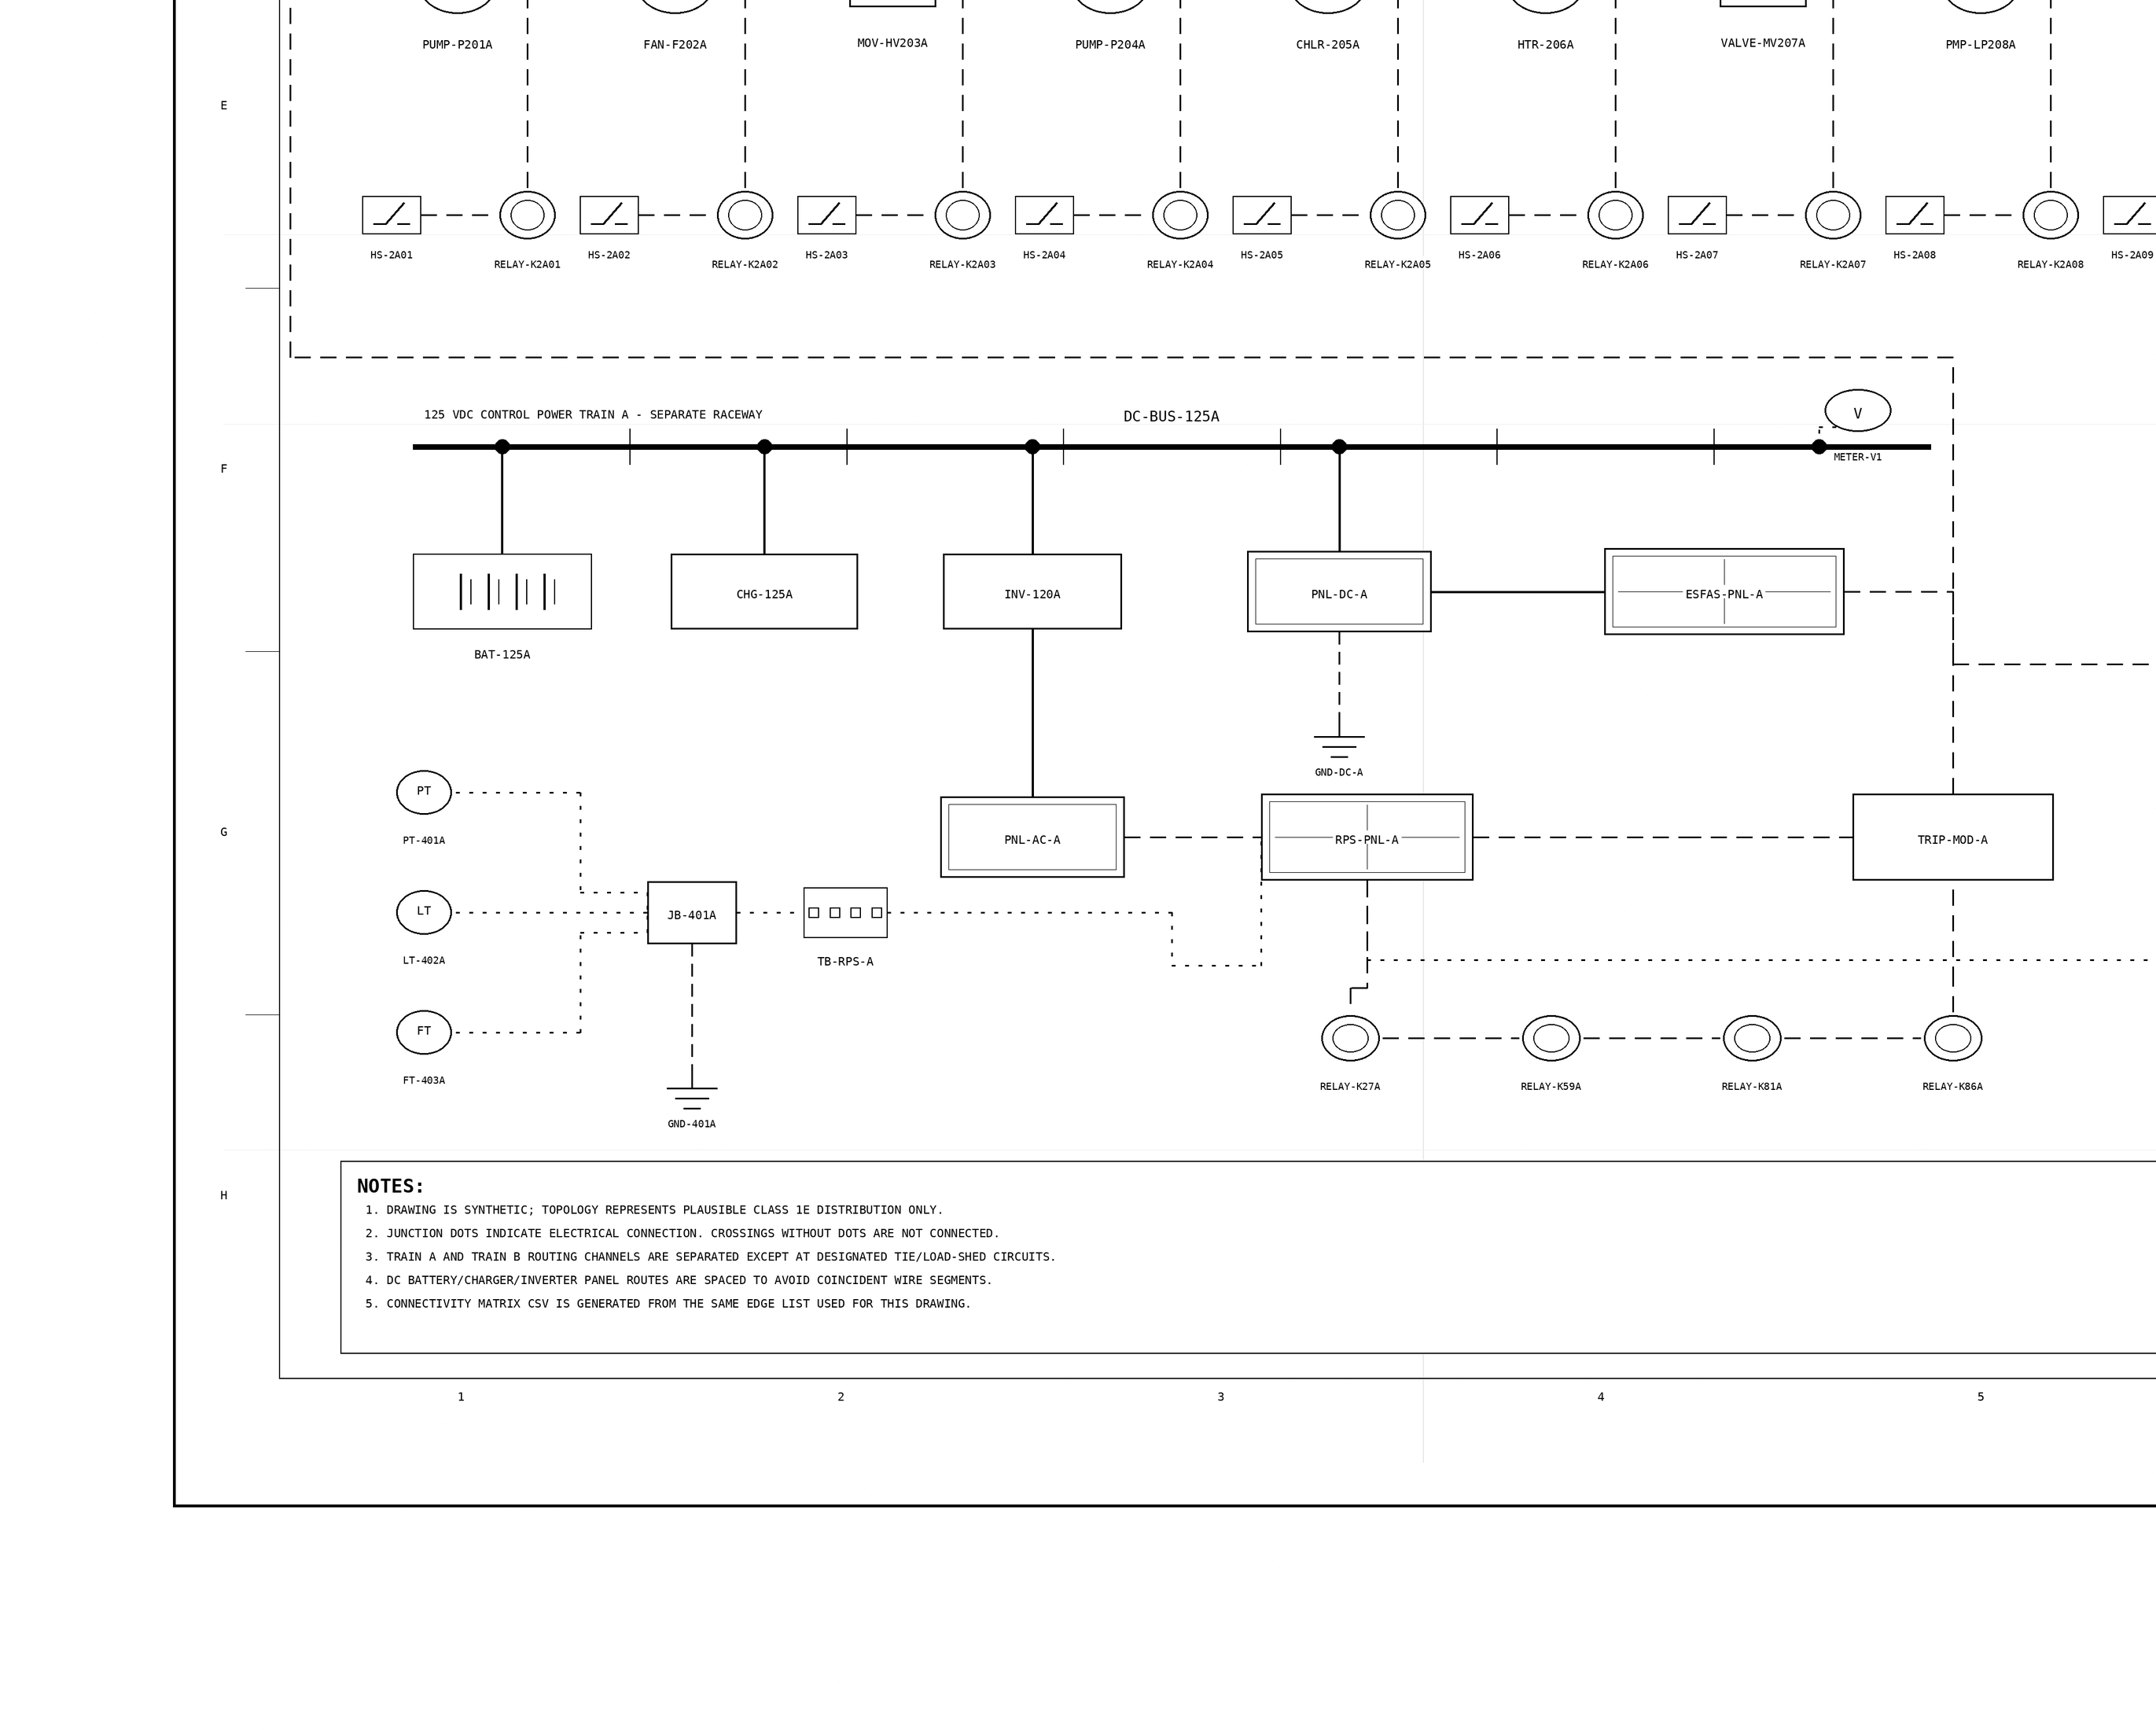 PUMP-P201A FAN-F202A MOV-HV203A PUMP-P204A CHLR-205A HTR-206A VALVE-MV207A PMP-LP208A
E
HS-2A01 RELAY-K2A01 HS-2A02 RELAY-K2A02 HS-2A03 RELAY-K2A03 HS-2A04 RELAY-K2A04 HS-2A05 RELAY-K2A05 HS-2A06 RELAY-K2A06 HS-2A07 RELAY-K2A07 HS-2A08 RELAY-K2A08 HS-2A09
125 VDC CONTROL POWER TRAIN A - SEPARATE RACEWAY
DC-BUS-125A
V
METER-V1
F
CHG-125A
INV-120A
PNL-DC-A
ESFAS-PNL-A
BAT-125A
GND-DC-A
PT
PT-401A
G
PNL-AC-A
RPS-PNL-A
TRIP-MOD-A
LT
JB-401A
LT-402A
TB-RPS-A
FT
FT-403A
RELAY-K27A RELAY-K59A RELAY-K81A RELAY-K86A
GND-401A
H
NOTES:
1. DRAWING IS SYNTHETIC; TOPOLOGY REPRESENTS PLAUSIBLE CLASS 1E DISTRIBUTION ONLY.
2. JUNCTION DOTS INDICATE ELECTRICAL CONNECTION. CROSSINGS WITHOUT DOTS ARE NOT CONNECTED.
3. TRAIN A AND TRAIN B ROUTING CHANNELS ARE SEPARATED EXCEPT AT DESIGNATED TIE/LOAD-SHED CIRCUITS.
4. DC BATTERY/CHARGER/INVERTER PANEL ROUTES ARE SPACED TO AVOID COINCIDENT WIRE SEGMENTS.
5. CONNECTIVITY MATRIX CSV IS GENERATED FROM THE SAME EDGE LIST USED FOR THIS DRAWING.
1 2 3 4 5